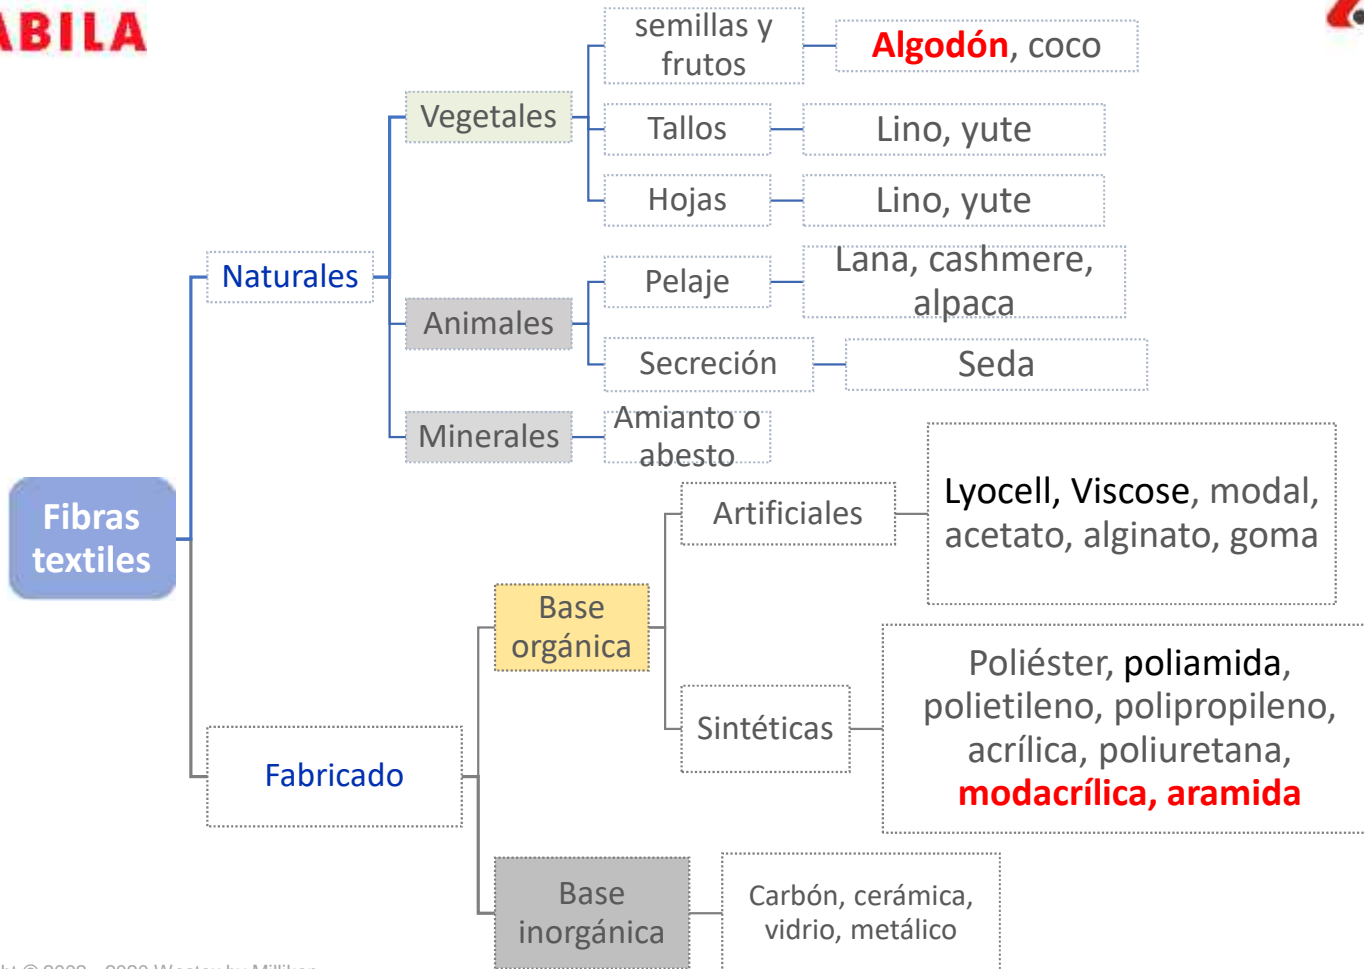 ABILA
semillas y
frutos
Algodón, coco
Vegetales
Tallos
Lino, yute
Hojas
Lino, yute
Naturales
Pelaje
Lana, cashmere,
alpaca
Animales
Secreción
Seda
Minerales
Amianto o
abesto
Fibras
textiles
Artificiales
Lyocell, Viscose, modal,
acetato, alginato, goma
Base
orgánica
Sintéticas
Poliéster, poliamida,
polietileno, polipropileno,
acrílica, poliuretana,
modacrílica, aramida
Fabricado
Base
inorgánica
Carbón, cerámica,
vidrio, metálico